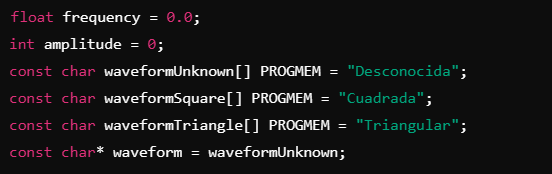 float frequency = 0.0;
int amplitude = 0;
const char waveformUnknown[] PROGMEM = "Desconocida";
const char waveformSquare[] PROGMEM = "Cuadrada";
const char waveformTriangle[] PROGMEM = "Triangular";
const char* waveform = waveformUnknown;